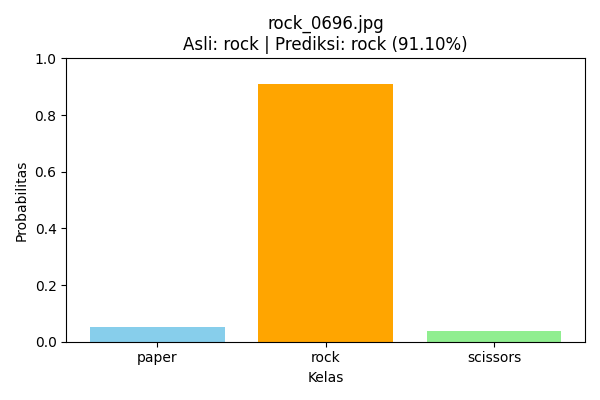 rock_0696.jpg
Asli: rock | Prediksi: rock (91.10%)
1.0
0.8
0.6
0.4
0.2
0.0
Probabilitas
paper
rock
scissors
Kelas